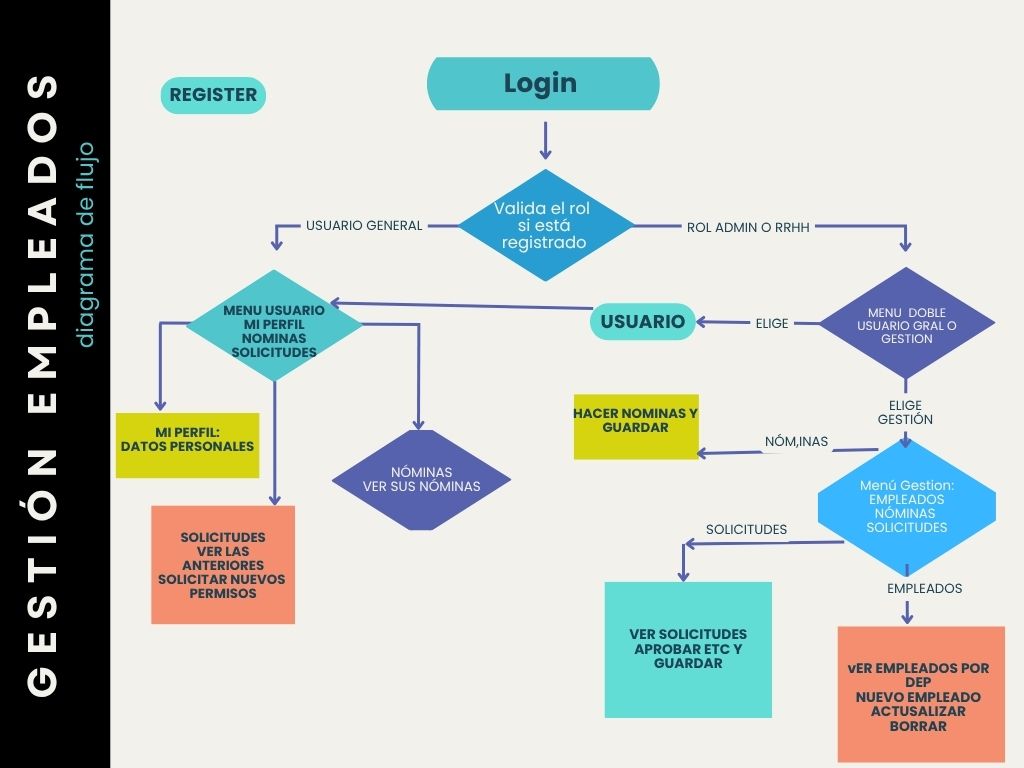 GESTIÓN EMPLEADOS
diagrama de flujo
REGISTER
Login
Valida el rol
si está
registrado
USUARIO GENERAL
ROL ADMIN O RRHH
MENU USUARIO
MI PERFIL
NOMINAS
SOLICITUDES
USUARIO
ELIGE
MENU  DOBLE
USUARIO GRAL O
GESTION
ELIGE
GESTIÓN
MI PERFIL:
DATOS PERSONALES
NÓMINAS
VER SUS NÓMINAS
HACER NOMINAS Y
GUARDAR
NÓM,INAS
Menú Gestion:
EMPLEADOS
NÓMINAS
SOLICITUDES
SOLICITUDES
VER LAS
ANTERIORES
SOLICITAR NUEVOS
PERMISOS
SOLICITUDES
EMPLEADOS
VER SOLICITUDES
APROBAR ETC Y
GUARDAR
vER EMPLEADOS POR
DEP
NUEVO EMPLEADO
ACTUSALIZAR
BORRAR